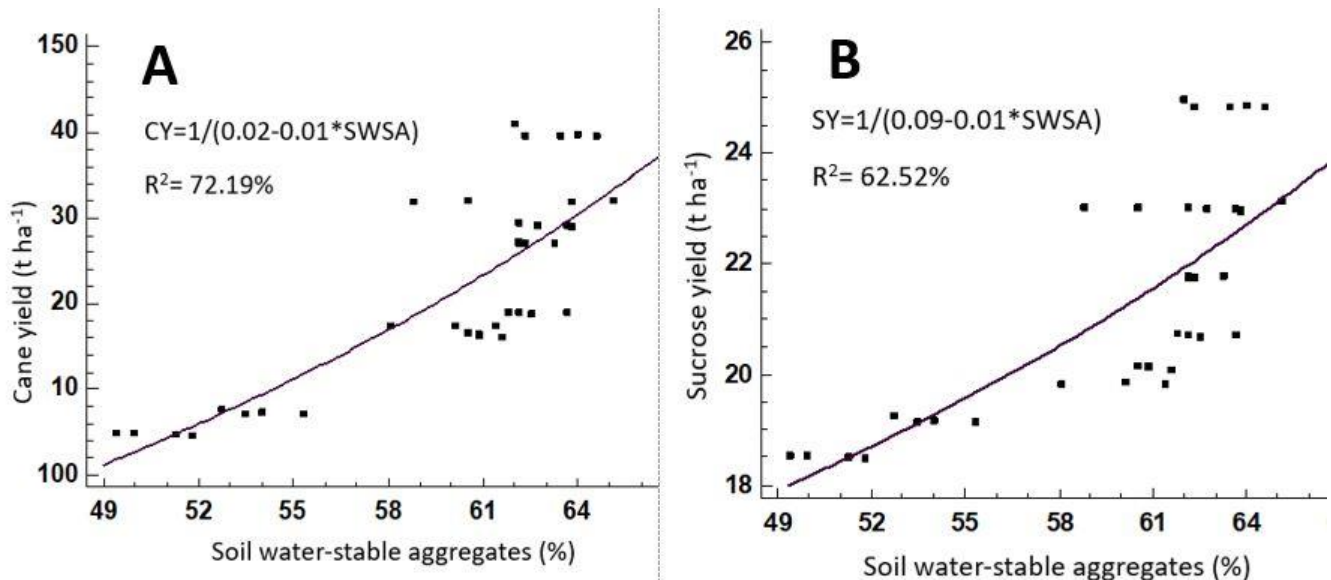 A
CY=1/(0.02-0.01*SWSA)
R²= 72.19%
Cane yield (t ha⁻¹)
150
40
30
20
10
100
49 52 55 58 61 64
Soil water-stable aggregates (%)
B
SY=1/(0.09-0.01*SWSA)
R²= 62.52%
Sucrose yield (t ha⁻¹)
26
24
22
20
18
49 52 55 58 61 64
Soil water-stable aggregates (%)